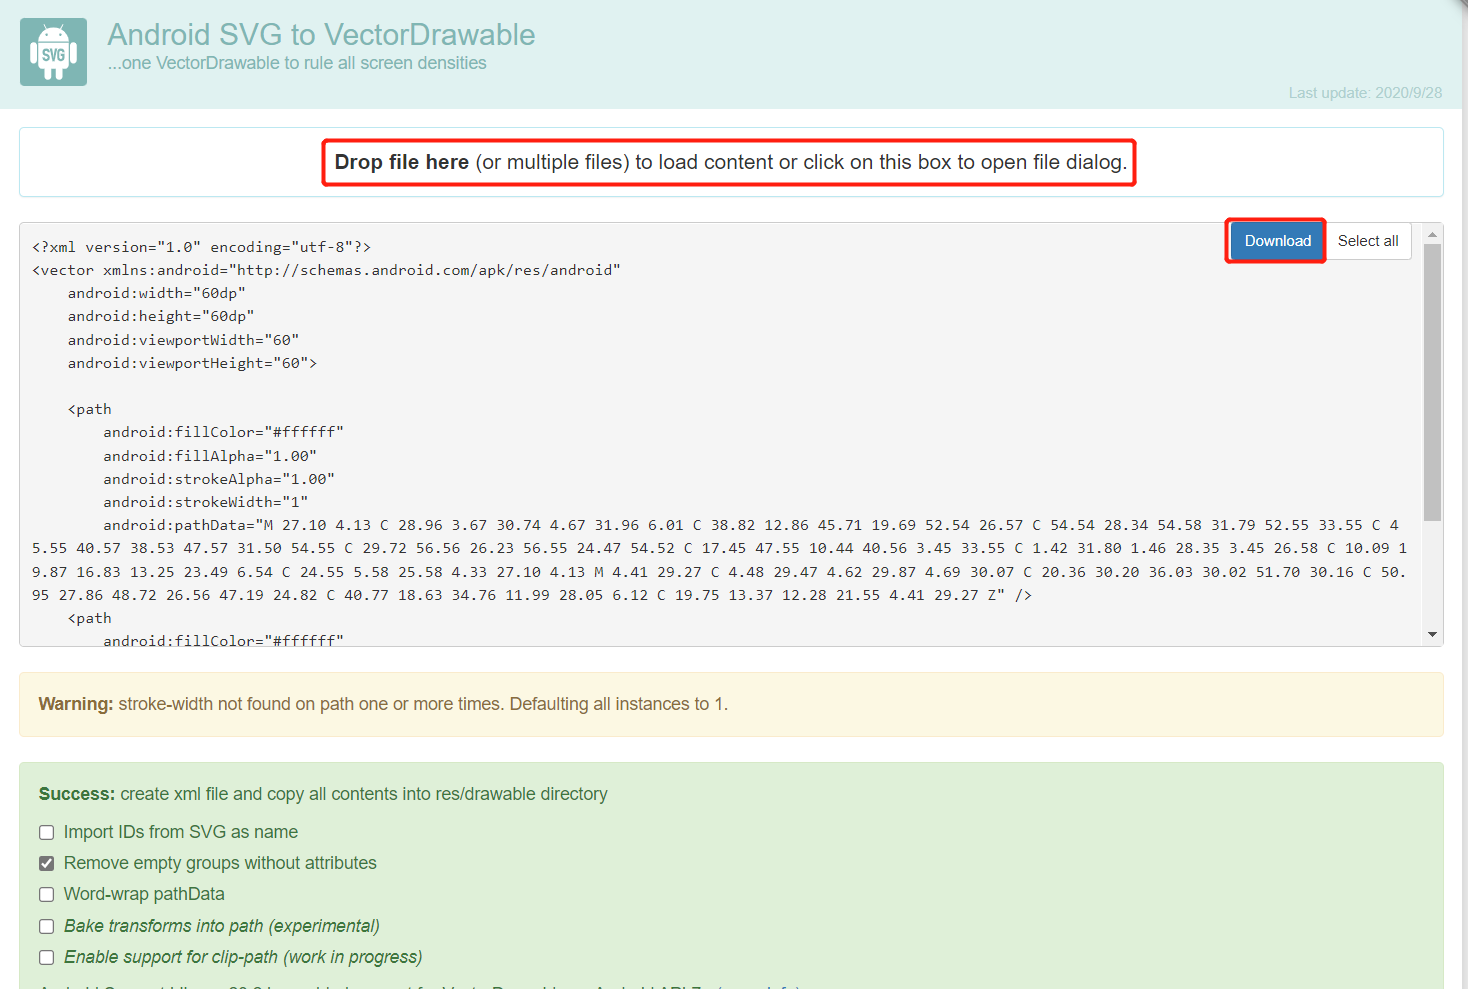 SVG
Android SVG to VectorDrawable
...one VectorDrawable to rule all screen densities
Last update: 2020/9/28
Drop file here (or multiple files) to load content or click on this box to open file dialog.
Download Select all
<?xml version="1.0" encoding="utf-8"?>
<vector xmlns:android="http://schemas.android.com/apk/res/android"
    android:width="60dp"
    android:height="60dp"
    android:viewportWidth="60"
    android:viewportHeight="60">
    <path
        android:fillColor="#ffffff"
        android:fillAlpha="1.00"
        android:strokeAlpha="1.00"
        android:strokeWidth="1"
        android:pathData="M 27.10 4.13 C 28.96 3.67 30.74 4.67 31.96 6.01 C 38.82 12.86 45.71 19.69 52.54 26.57 C 54.54 28.34 54.58 31.79 52.55 33.55 C 4
5.55 40.57 38.53 47.57 31.50 54.55 C 29.72 56.56 26.23 56.55 24.47 54.52 C 17.45 47.55 10.44 40.56 3.45 33.55 C 1.42 31.80 1.46 28.35 3.45 26.58 C 10.09 1
9.87 16.83 13.25 23.49 6.54 C 24.55 5.58 25.58 4.33 27.10 4.13 M 4.41 29.27 C 4.48 29.47 4.62 29.87 4.69 30.07 C 20.36 30.20 36.03 30.02 51.70 30.16 C 50.
95 27.86 48.72 26.56 47.19 24.82 C 40.77 18.63 34.76 11.99 28.05 6.12 C 19.75 13.37 12.28 21.55 4.41 29.27 Z" />
    <path
        android:fillColor="#ffffff"
Warning: stroke-width not found on path one or more times. Defaulting all instances to 1.
Success: create xml file and copy all contents into res/drawable directory
Import IDs from SVG as name
Remove empty groups without attributes
Word-wrap pathData
Bake transforms into path (experimental)
Enable support for clip-path (work in progress)